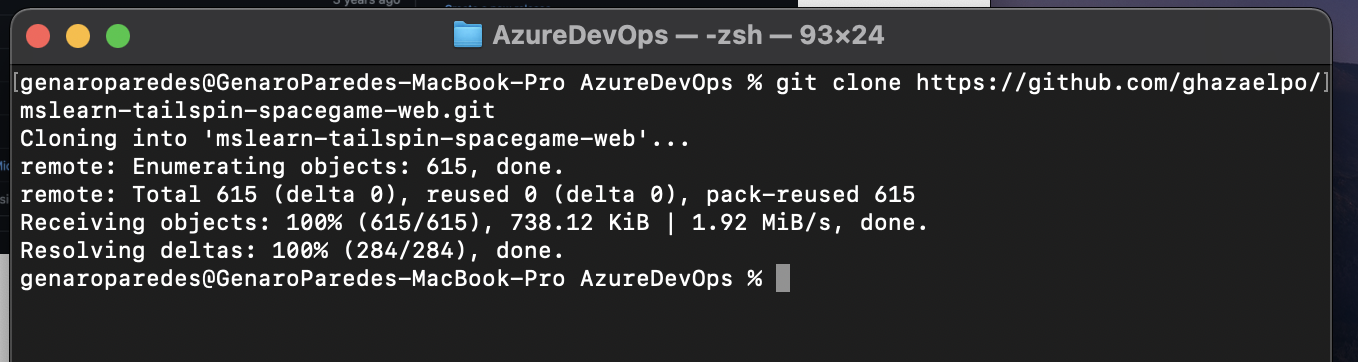 3 years ago
AzureDevOps — -zsh — 93×24
[genaroparedes@GenaroParedes-MacBook-Pro AzureDevOps % git clone https://github.com/ghazaelpo/]
mslearn-tailspin-spacegame-web.git
Cloning into 'mslearn-tailspin-spacegame-web'...
remote: Enumerating objects: 615, done.
remote: Total 615 (delta 0), reused 0 (delta 0), pack-reused 615
Receiving objects: 100% (615/615), 738.12 KiB | 1.92 MiB/s, done.
Resolving deltas: 100% (284/284), done.
genaroparedes@GenaroParedes-MacBook-Pro AzureDevOps %